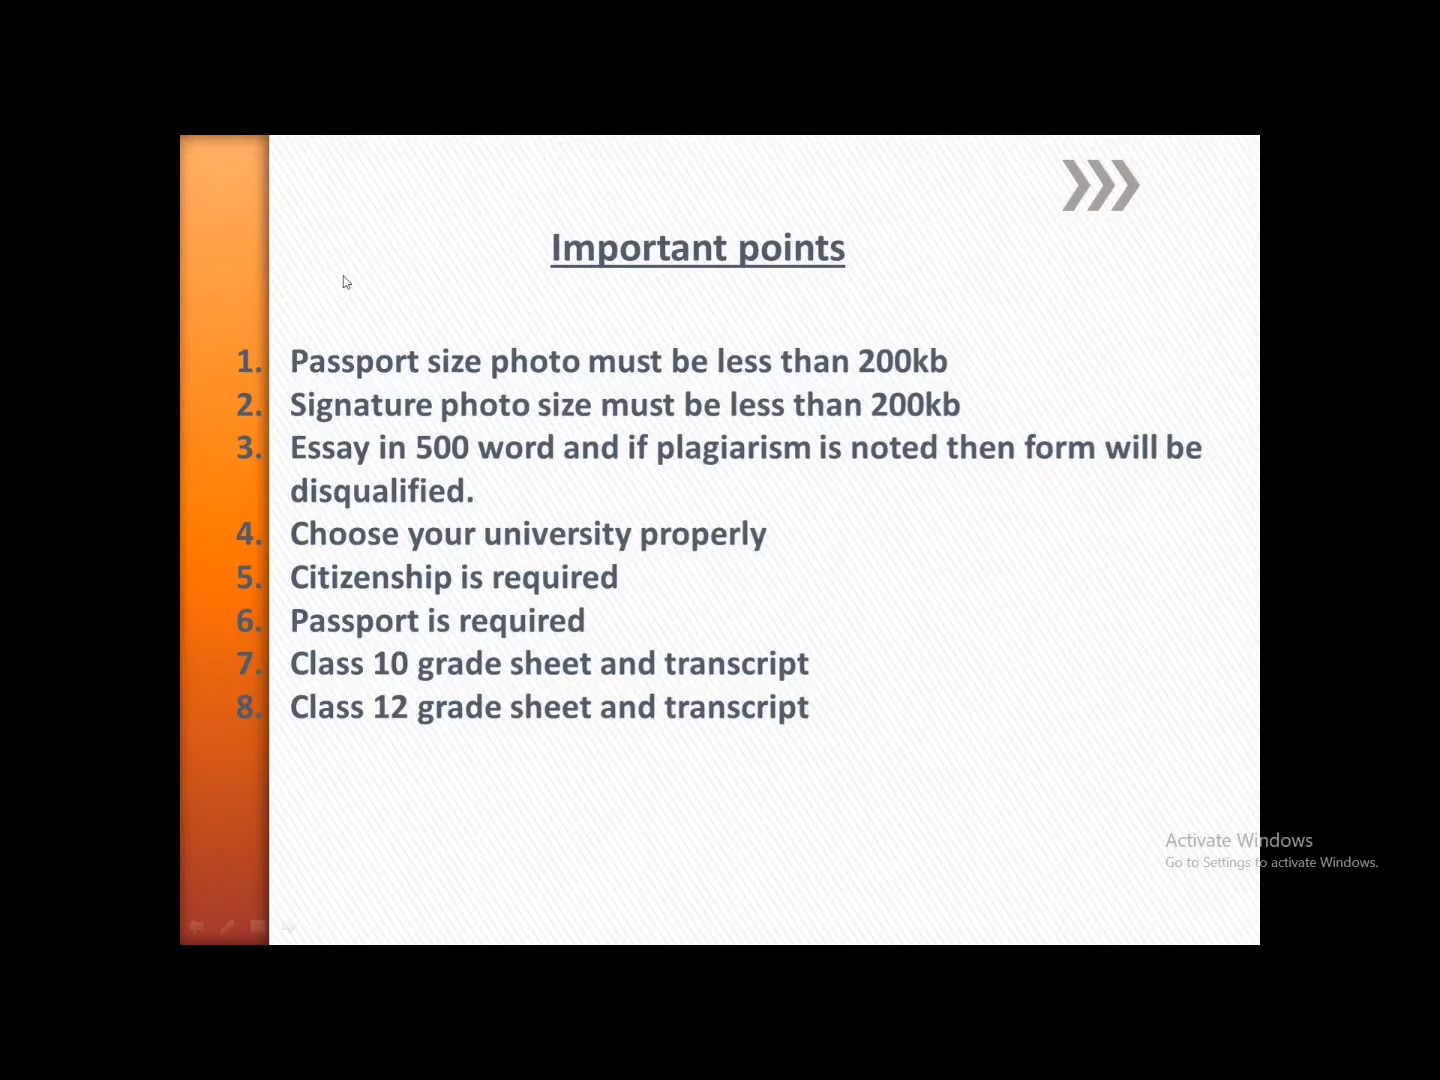 Important points
1. Passport size photo must be less than 200kb
2. Signature photo size must be less than 200kb
3. Essay in 500 word and if plagiarism is noted then form will be
disqualified.
4. Choose your university properly
5. Citizenship is required
6. Passport is required
7. Class 10 grade sheet and transcript
8. Class 12 grade sheet and transcript
Activate Windows
Go to Settings to activate Windows.